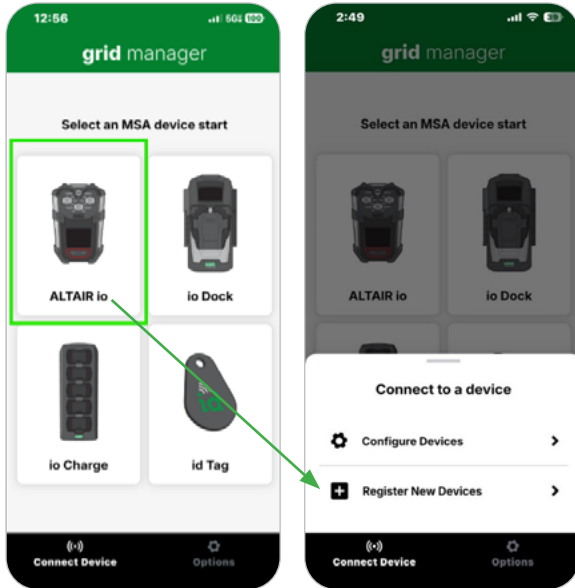 12:56
5G
100
grid manager
Select an MSA device start
ALTAIR io
io Dock
io Charge
id
id Tag
Connect Device
Options
2:49
grid manager
Select an MSA device start
ALTAIR io
io Dock
Connect to a device
Configure Devices
Register New Devices
Connect Device
Options